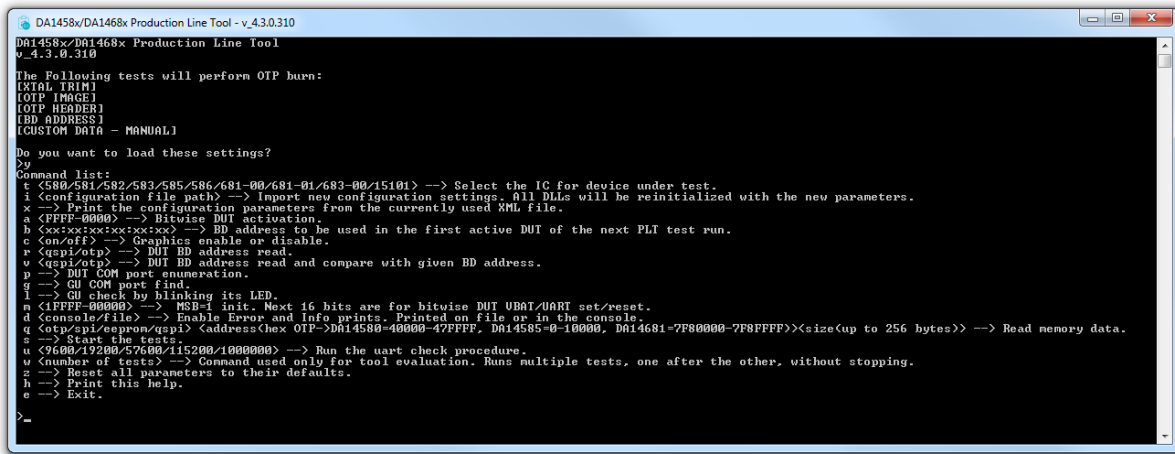 DA1458x/DA1468x Production Line Tool - v_4.3.0.310
DA1458x/DA1468x Production Line Tool
v_4.3.0.310
The Following tests will perform OTP burn:
[XTAL TRIM]
[OTP IMAGE]
[OTP HEADER]
[BD ADDRESS]
[CUSTOM DATA - MANUAL]
Do you want to load these settings?
>y
Command list:
t <580/581/582/583/585/586/681-00/681-01/683-00/15101> --> Select the IC for device under test.
i <configuration file path> --> Import new configuration settings. All DLLs will be reinitialized with the new parameters.
x --> Print the configuration parameters from the currently used XML file.
a <FFFF-0000> --> Bitwise DUT activation.
b <xx:xx:xx:xx:xx:xx> --> BD address to be used in the first active DUT of the next PLT test run.
c <on/off> --> Graphics enable or disable.
r <qspi/otp> --> DUT BD address read.
v <qspi/otp> --> DUT BD address read and compare with given BD address.
p --> DUT COM port enumeration.
g --> GU COM port find.
l --> GU check by blinking its LED.
m <1FFFF-00000> -->  MSB=1 init. Next 16 bits are for bitwise DUT VBAT/UART set/reset.
d <console/file> --> Enable Error and Info prints. Printed on file or in the console.
q <otp/spi/eeprom/qspi> <address(hex OTP->DA14580=40000-47FFFF, DA14585=0-10000, DA14681=7F80000-7F8FFFF)><size(up to 256 bytes)> --> Read memory data.
s --> Start the tests.
u <9600/19200/57600/115200/1000000> --> Run the uart check procedure.
w <number of tests> --> Command used only for tool evaluation. Runs multiple tests, one after the other, without stopping.
z --> Reset all parameters to their defaults.
h --> Print this help.
e --> Exit.
>_